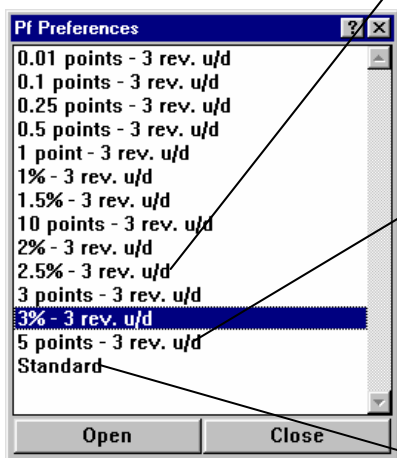 Pf Preferences
0.01 points - 3 rev. u/d
0.1 points - 3 rev. u/d
0.25 points - 3 rev. u/d
0.5 points - 3 rev. u/d
1 point - 3 rev. u/d
1% - 3 rev. u/d
1.5% - 3 rev. u/d
10 points - 3 rev. u/d
2% - 3 rev. u/d
2.5% - 3 rev. u/d
3 points - 3 rev. u/d
3% - 3 rev. u/d
5 points - 3 rev. u/d
Standard
Open Close